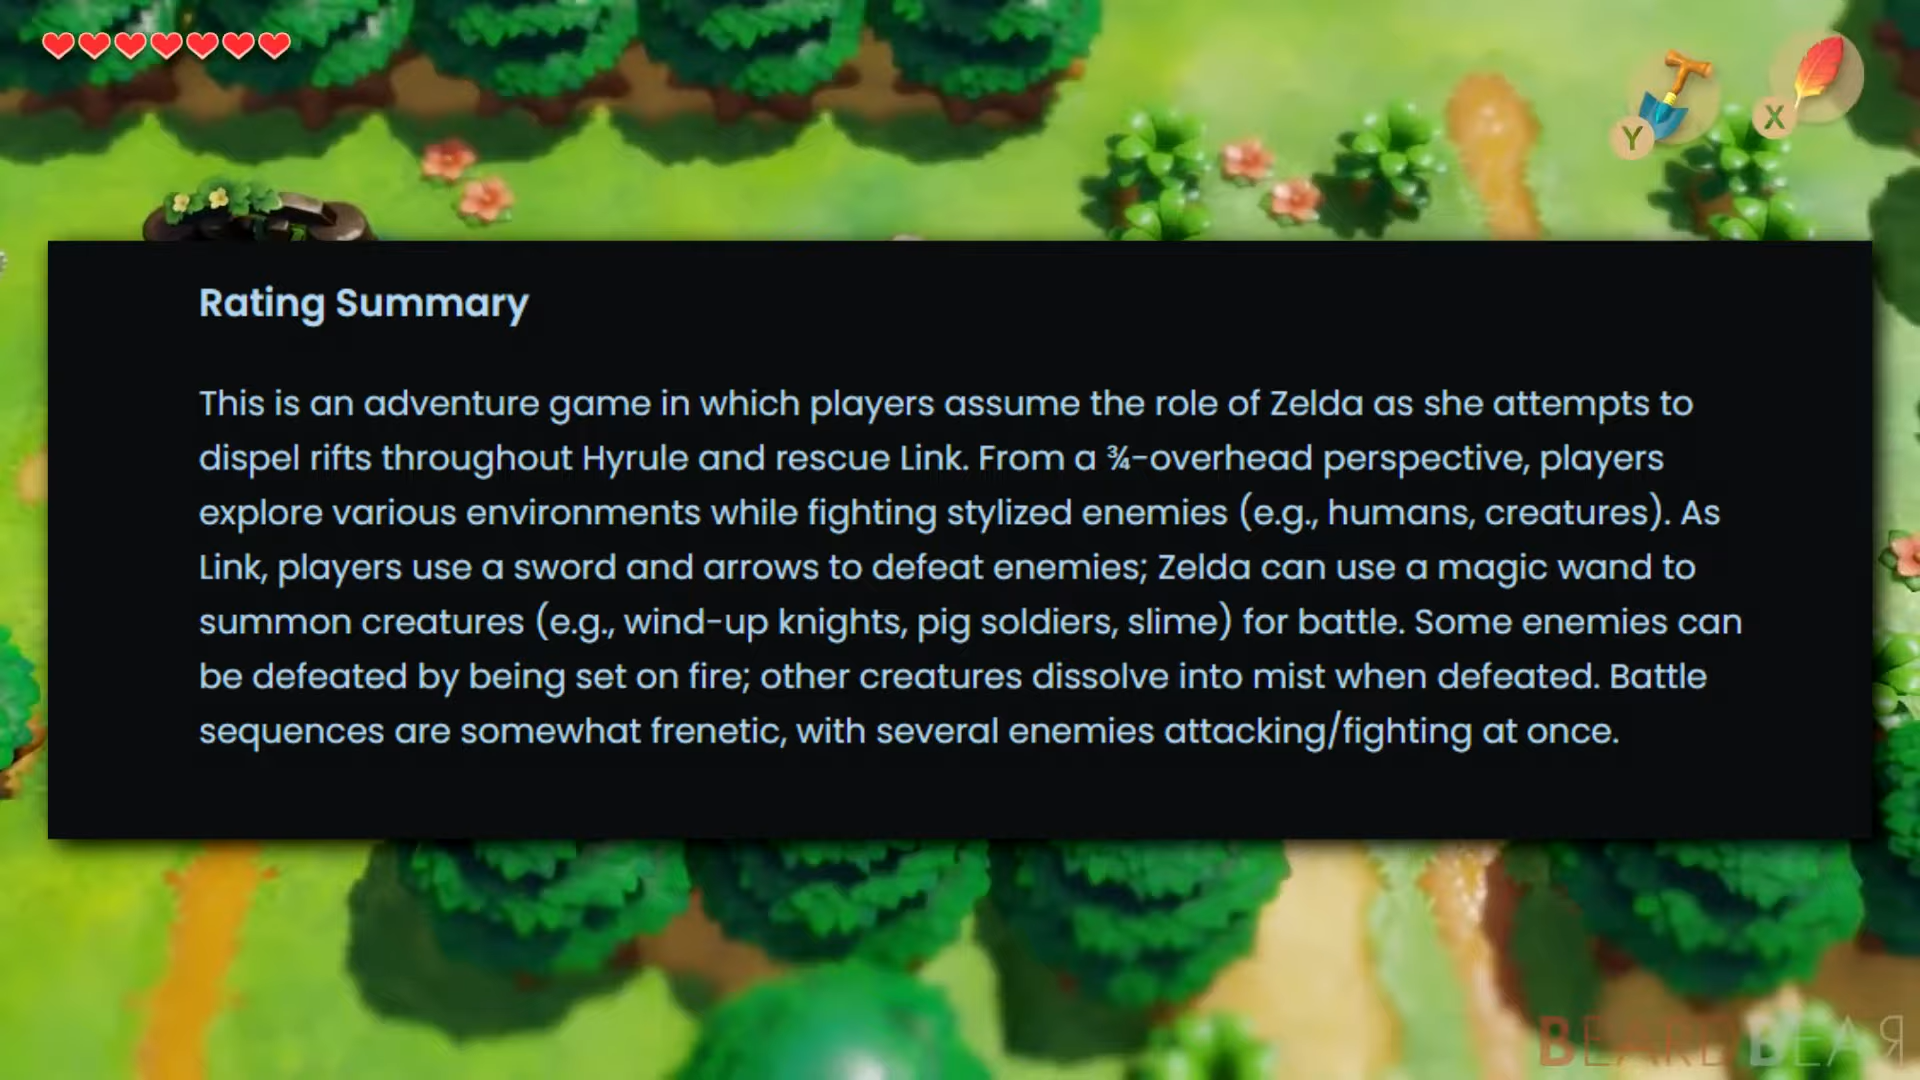 Y
X
Rating Summary
This is an adventure game in which players assume the role of Zelda as she attempts to
dispel rifts throughout Hyrule and rescue Link. From a ¾-overhead perspective, players
explore various environments while fighting stylized enemies (e.g., humans, creatures). As
Link, players use a sword and arrows to defeat enemies; Zelda can use a magic wand to
summon creatures (e.g., wind-up knights, pig soldiers, slime) for battle. Some enemies can
be defeated by being set on fire; other creatures dissolve into mist when defeated. Battle
sequences are somewhat frenetic, with several enemies attacking/fighting at once.
BEARD BEAR